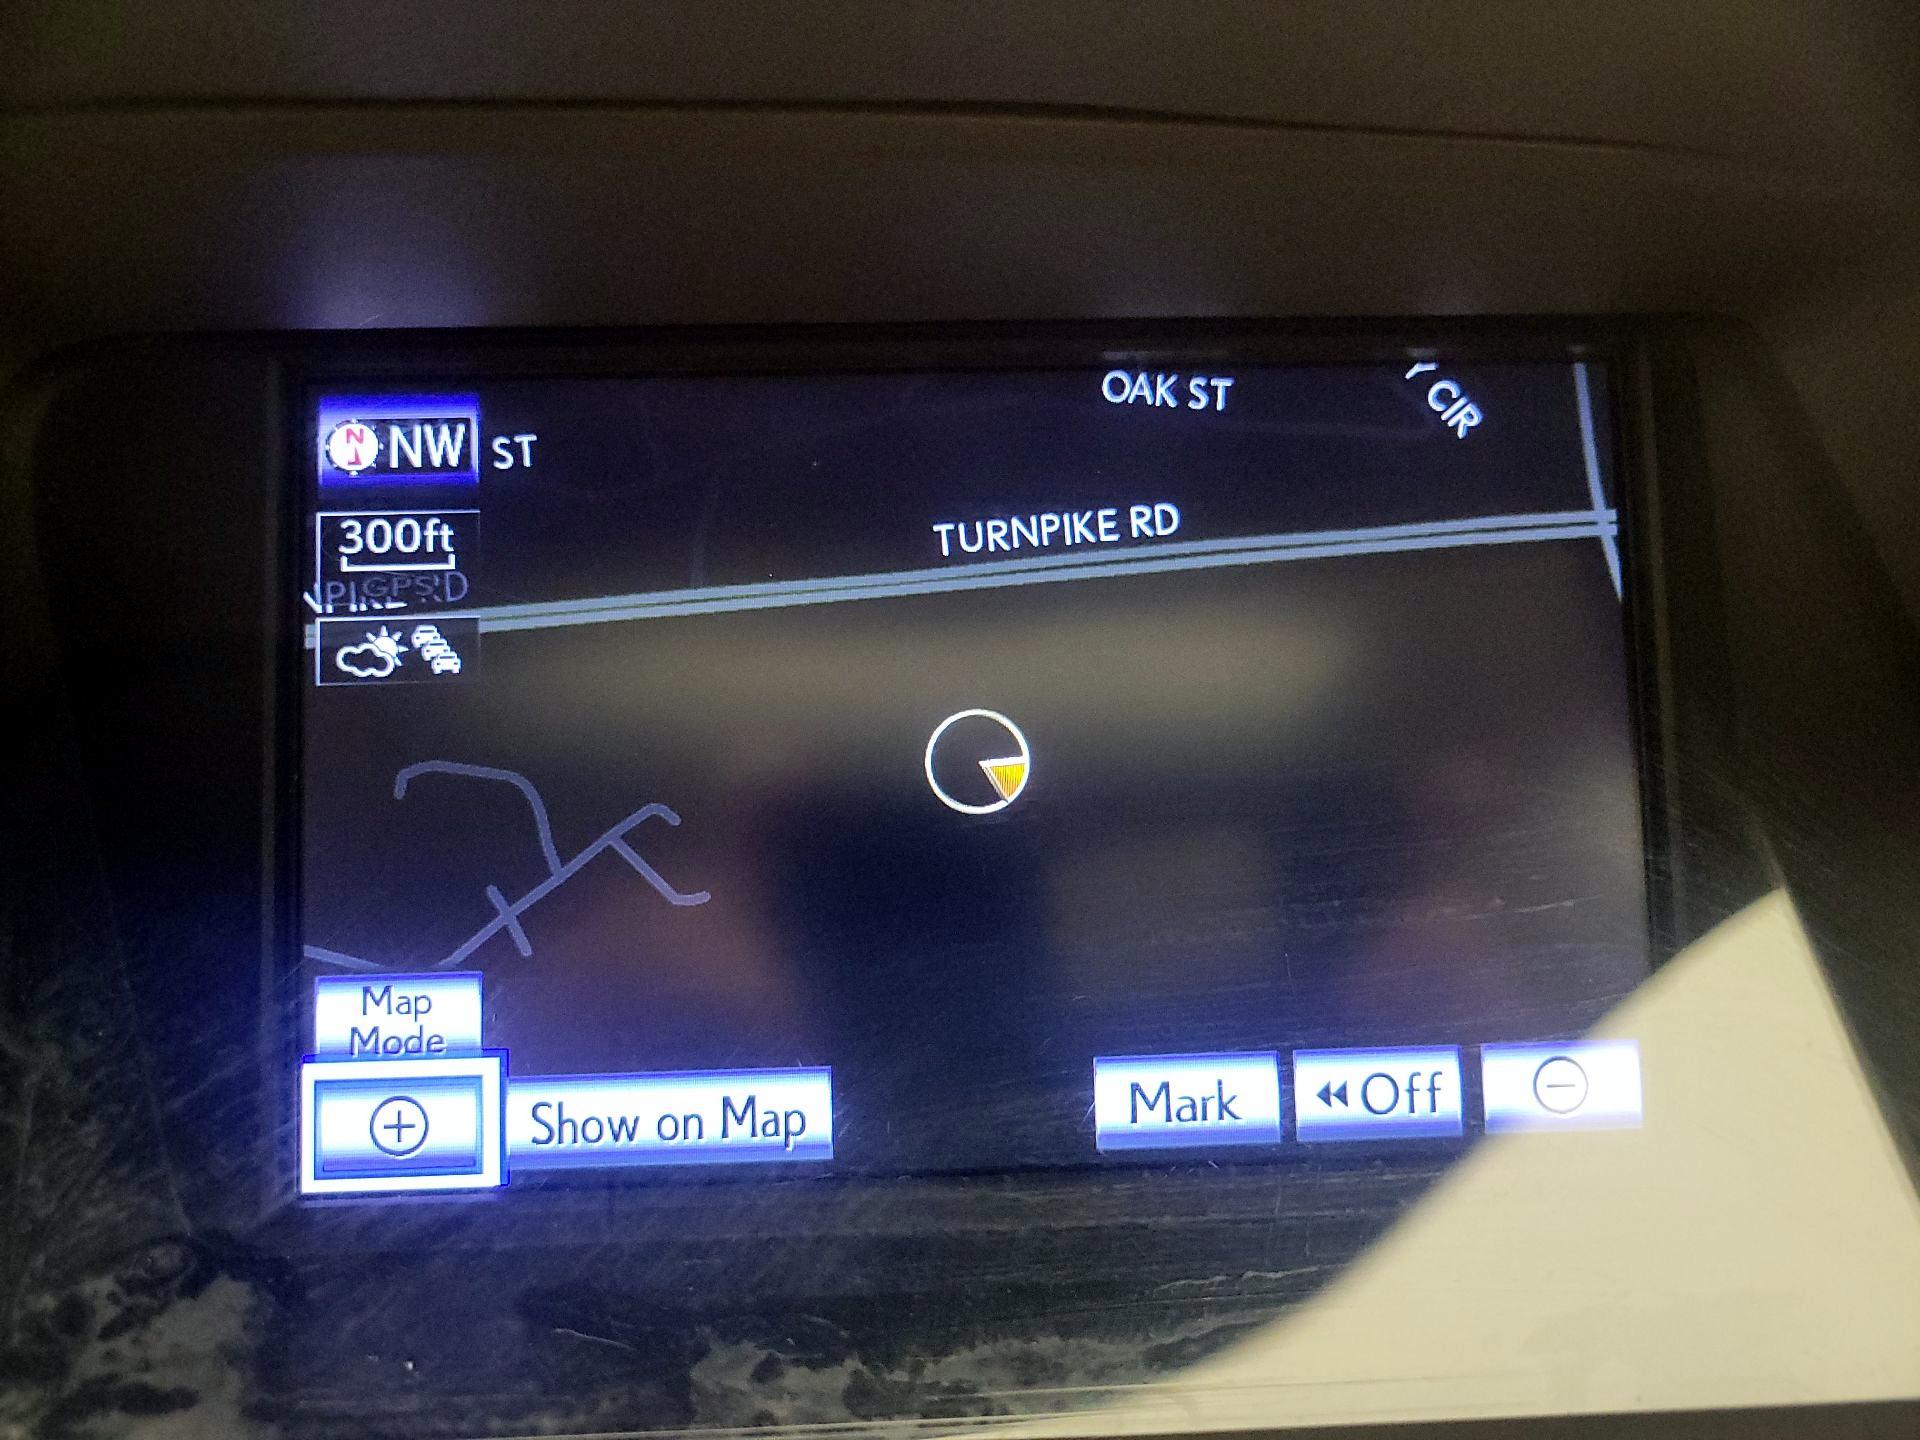 OAK ST
Y CIR
N
NW
ST
300ft
TURNPIKE RD
GPS
Map
Mode
Show on Map
Mark
Off